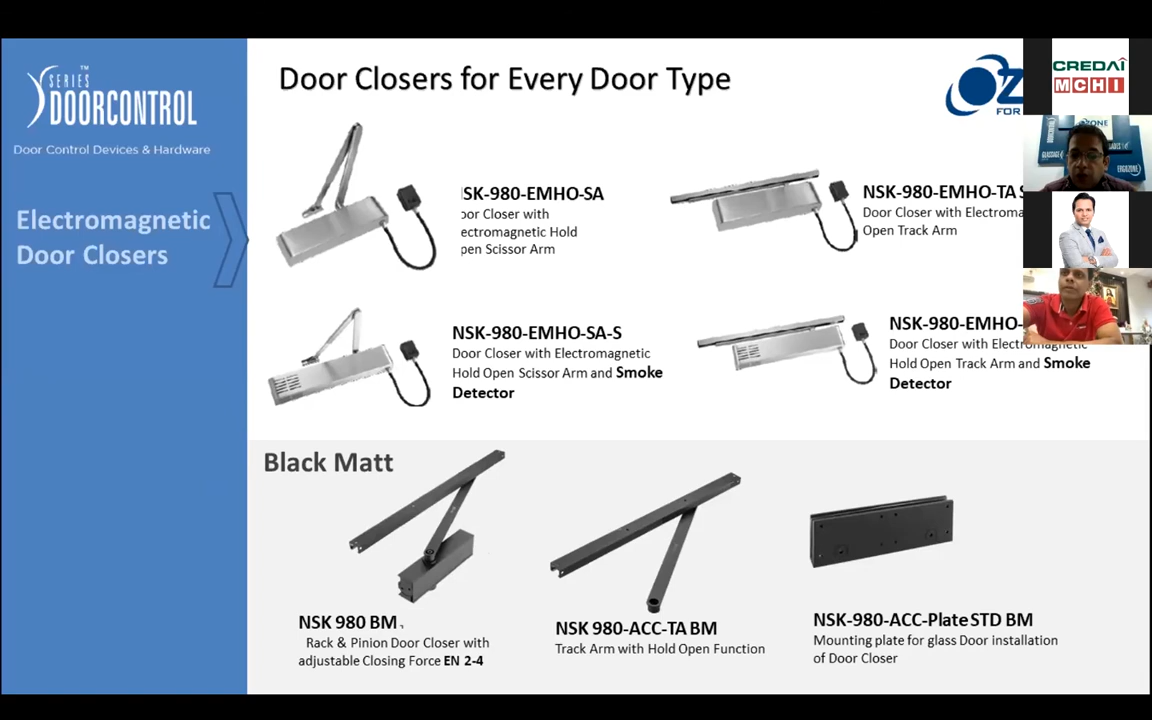 SERIES™
DOORCONTROL
Door Control Devices & Hardware
Electromagnetic
Door Closers
Door Closers for Every Door Type
OZ
FOR
CREDAI
MCHI
OZONE
SK-980-EMHO-SA
oor Closer with
ectromagnetic Hold
pen Scissor Arm
NSK-980-EMHO-TA S
Door Closer with Electroma
Open Track Arm
NSK-980-EMHO-SA-S
Door Closer with Electromagnetic
Hold Open Scissor Arm and Smoke
Detector
NSK-980-EMHO-
Door Closer with Electromagnetic
Hold Open Track Arm and Smoke
Detector
Black Matt
NSK 980 BM
Rack & Pinion Door Closer with
adjustable Closing Force EN 2-4
NSK 980-ACC-TA BM
Track Arm with Hold Open Function
NSK-980-ACC-Plate STD BM
Mounting plate for glass Door installation
of Door Closer